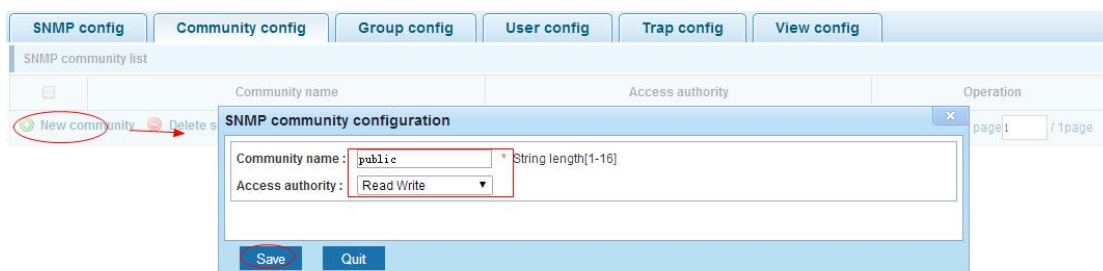 SNMP config Community config Group config User config Trap config View config
SNMP community list
Community name Access authority Operation
New community Delete s page 1 / 1page
SNMP community configuration
Community name : public * String length[1-16]
Access authority : Read Write
Save Quit